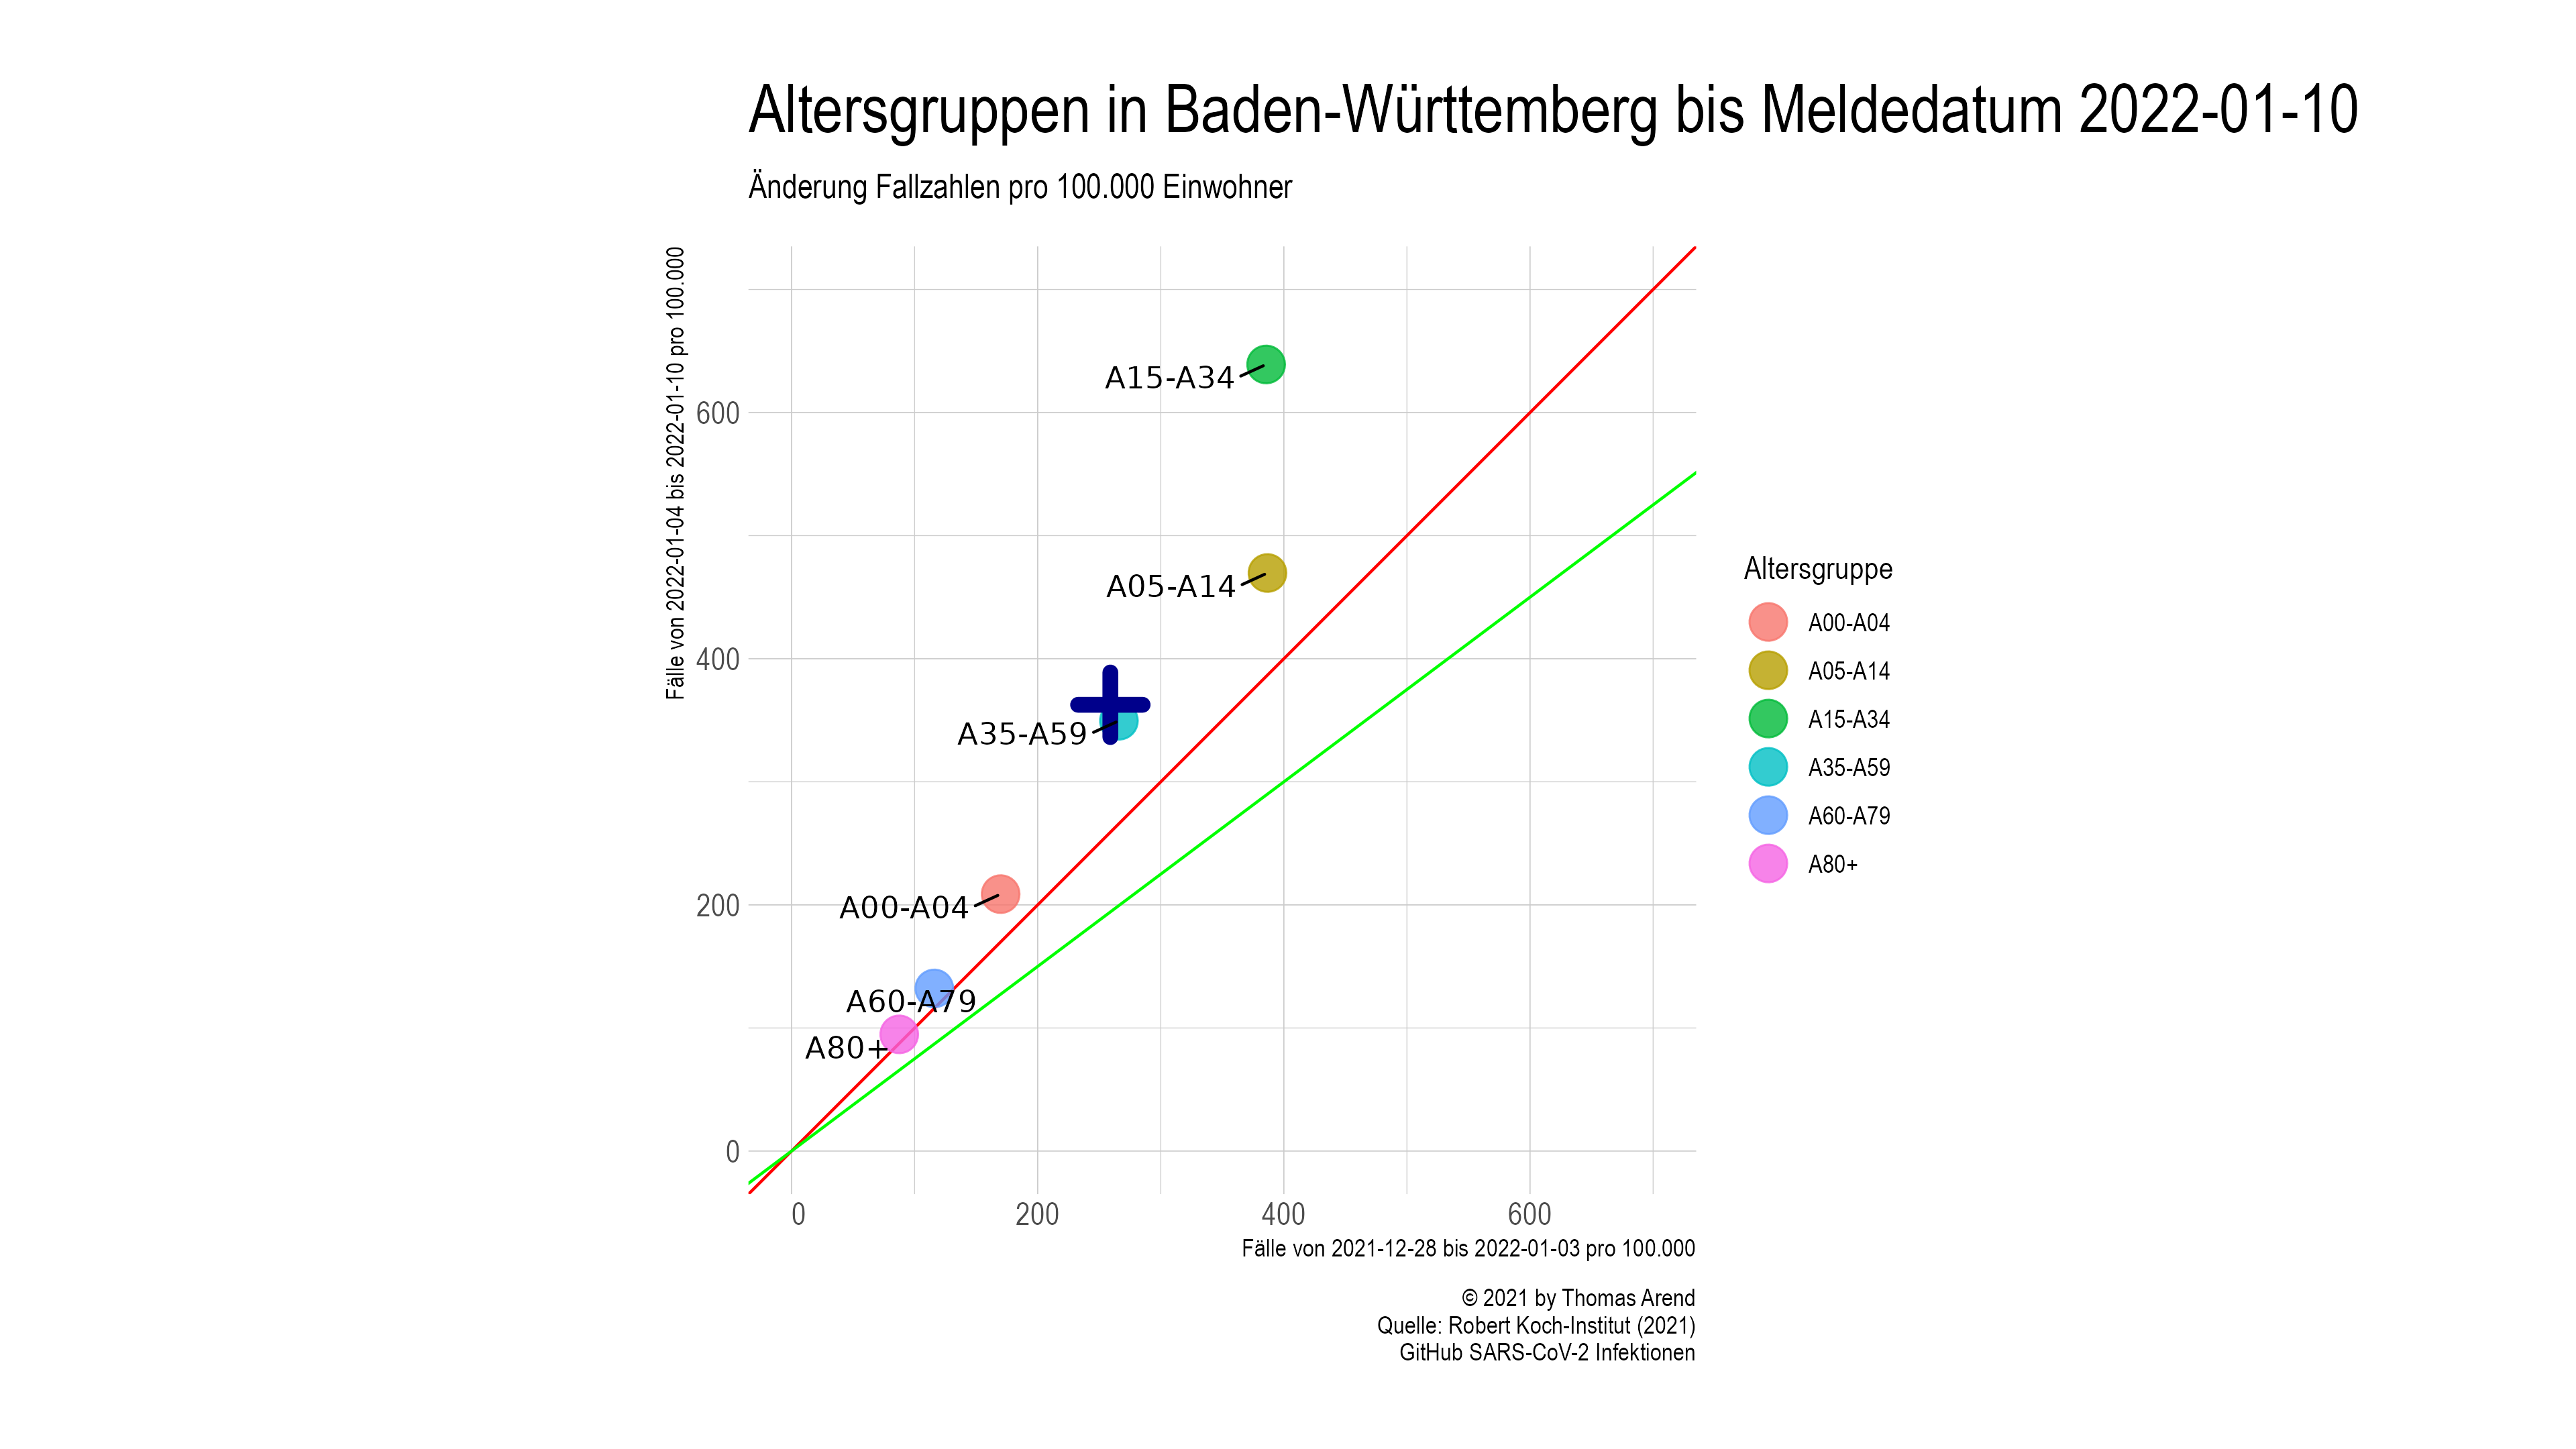 Altersgruppen in Baden-Württemberg bis Meldedatum 2022-01-10
Änderung Fallzahlen pro 100.000 Einwohner
Fälle von 2022-01-04 bis 2022-01-10 pro 100.000
600
400
200
0
A15-A34
A05-A14
A35-A59
A00-A04
A60-A79
A80+
0
200
400
600
Fälle von 2021-12-28 bis 2022-01-03 pro 100.000
Altersgruppe
A00-A04
A05-A14
A15-A34
A35-A59
A60-A79
A80+
© 2021 by Thomas Arend
Quelle: Robert Koch-Institut (2021)
GitHub SARS-CoV-2 Infektionen